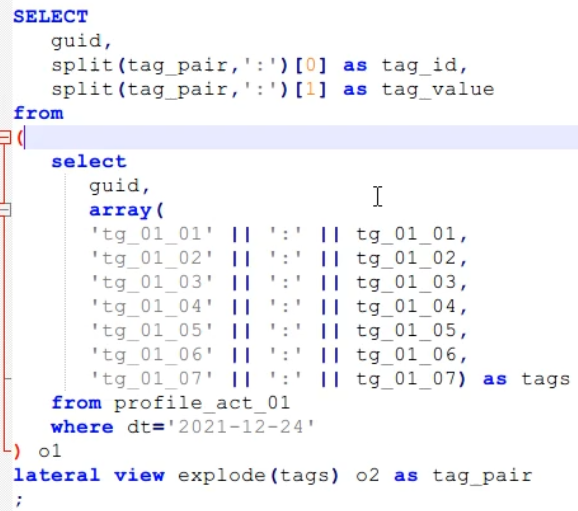 SELECT
guid,
split(tag_pair,':')[0] as tag_id,
split(tag_pair,':')[1] as tag_value
from
(
select
guid,
array(
'tg_01_01' || ':' || tg_01_01,
'tg_01_02' || ':' || tg_01_02,
'tg_01_03' || ':' || tg_01_03,
'tg_01_04' || ':' || tg_01_04,
'tg_01_05' || ':' || tg_01_05,
'tg_01_06' || ':' || tg_01_06,
'tg_01_07' || ':' || tg_01_07) as tags
from profile_act_01
where dt='2021-12-24'
) o1
lateral view explode(tags) o2 as tag_pair
;